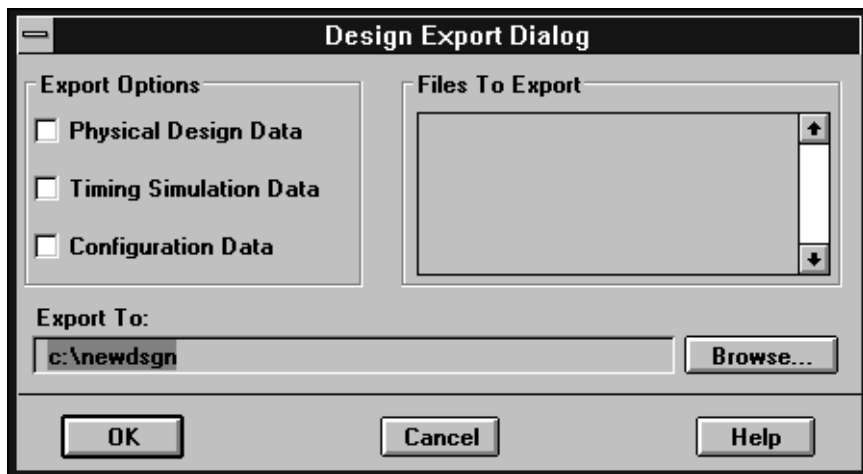 Design Export Dialog
Export Options
Files To Export
Physical Design Data
Timing Simulation Data
Configuration Data
Export To:
c:\newdsgn
Browse...
OK
Cancel
Help